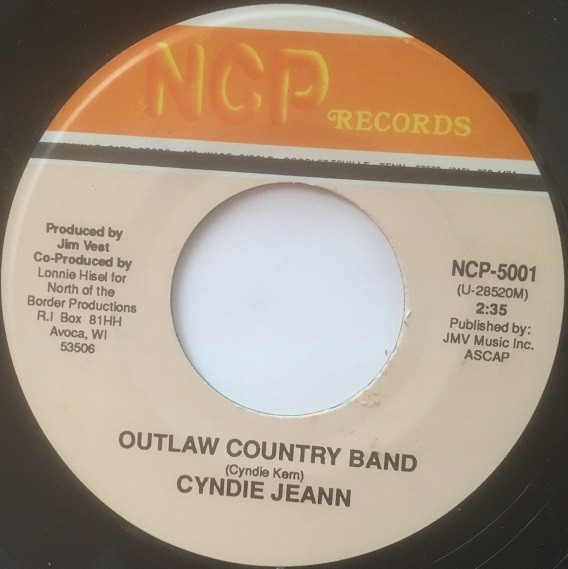 NCP
RECORDS
TENN.
Produced by
Jim Vest
Co-Produced by
Lonnie Hisel for
North of the
Border Productions
R.I Box 81HH
Avoca, WI
53506
NCP-5001
(U-28520M)
2:35
Published by:
JMV Music Inc.
ASCAP
OUTLAW COUNTRY BAND
(Cyndie Kern)
CYNDIE JEANN